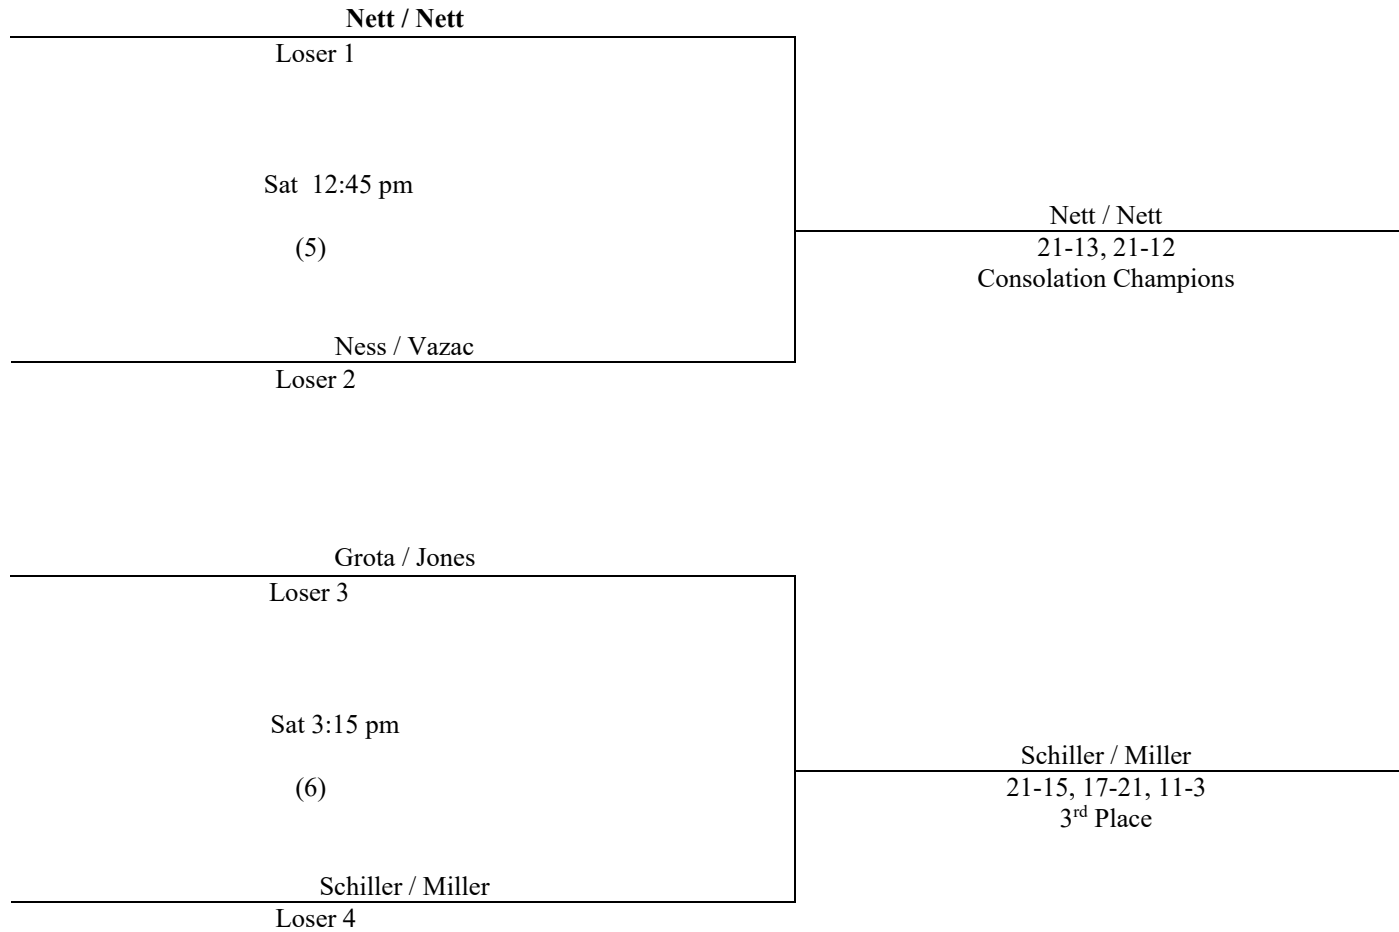 Nett / Nett
Loser 1
Sat 12:45 pm
Nett / Nett
(5)
21-13, 21-12
Consolation Champions
Ness / Vazac
Loser 2
Grota / Jones
Loser 3
Sat 3:15 pm
Schiller / Miller
(6)
21-15, 17-21, 11-3
3rd Place
Schiller / Miller
Loser 4